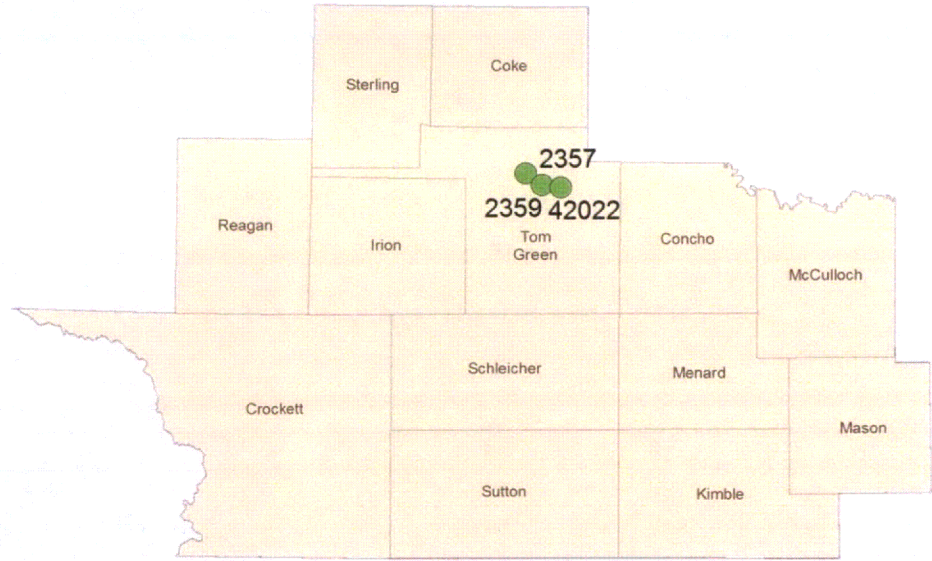 Coke
Sterling
2357
2359 42022
Tom
Green
Reagan
Irion
Concho
McCulloch
Schleicher
Menard
Crockett
Mason
Sutton
Kimble